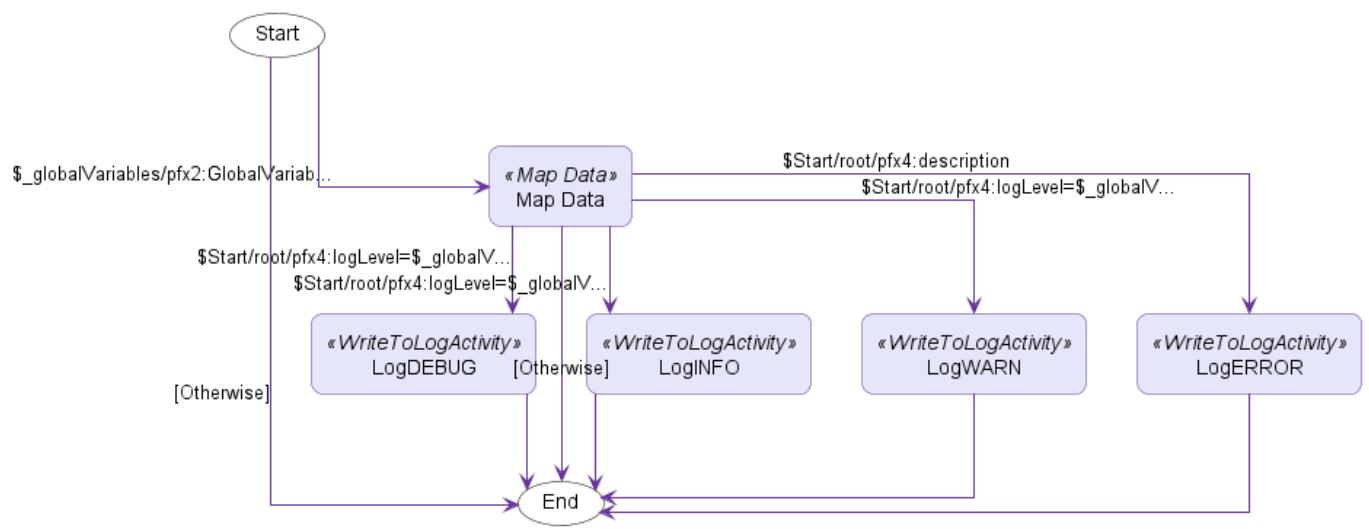 Start
$_globalVariables/pfx2:GlobalVariab...
«Map Data»
Map Data
$Start/root/pfx4:description
$Start/root/pfx4:logLevel=$_globalV...
$Start/root/pfx4:logLevel=$_globalV...
$Start/root/pfx4:logLevel=$_globalV...
«WriteToLogActivity»
LogDEBUG
[Otherwise]
«WriteToLogActivity»
LogINFO
«WriteToLogActivity»
LogWARN
«WriteToLogActivity»
LogERROR
[Otherwise]
End